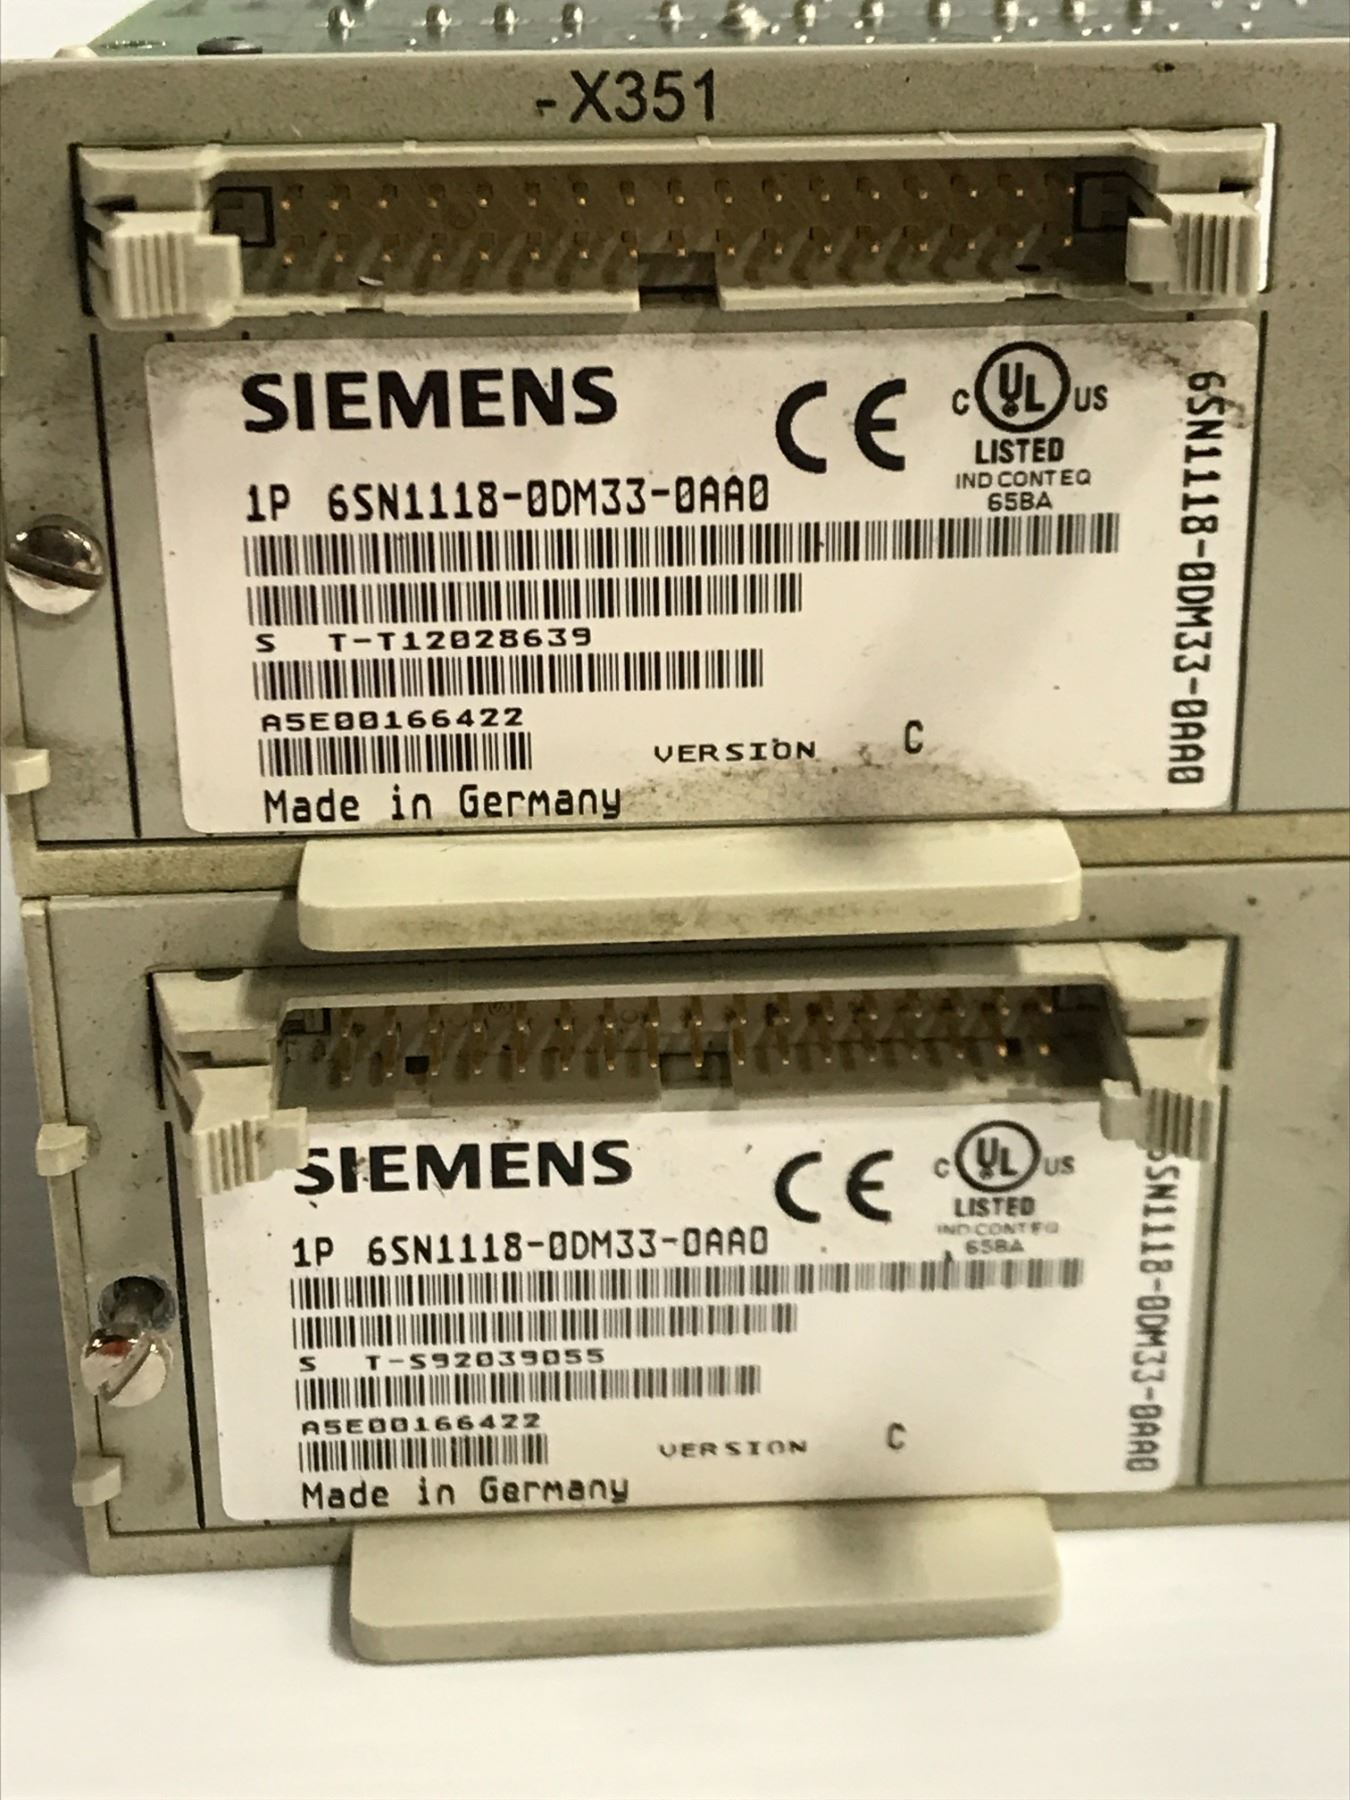 -X351
SIEMENS
CE
C UL US
LISTED
IND CONT EQ
65BA
1P 6SN1118-0DM33-0AA0
S T-T12028639
A5E00166422
VERSION C
Made in Germany
6SN1118-0DM33-0AA0
SIEMENS
CE
C UL US
LISTED
IND CONT EQ
65BA
1P 6SN1118-0DM33-0AA0
S T-S92039055
A5E00166422
VERSION C
Made in Germany
6SN1118-0DM33-0AA0